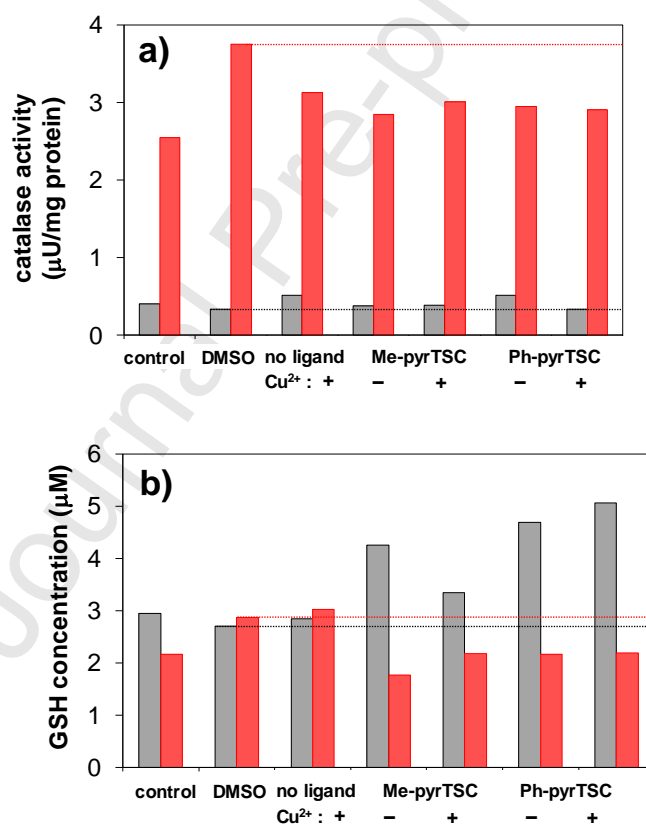 a)
catalase activity
(μU/mg protein)
4
3
2
1
0
control DMSO no ligand Me-pyrTSC Ph-pyrTSC
Cu²⁺ : + − + − +
b)
GSH concentration (μM)
6
5
4
3
2
1
0
control DMSO no ligand Me-pyrTSC Ph-pyrTSC
Cu²⁺ : + − + − +
Journal Pre-p